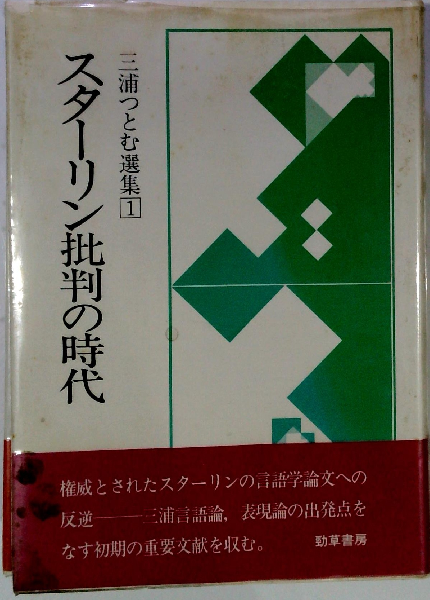 三浦つとむ選集1
スターリン批判の時代
権威とされたスターリンの言語学論文への
反逆———三浦言語論，表現論の出発点を
なす初期の重要文献を収む。
勁草書房